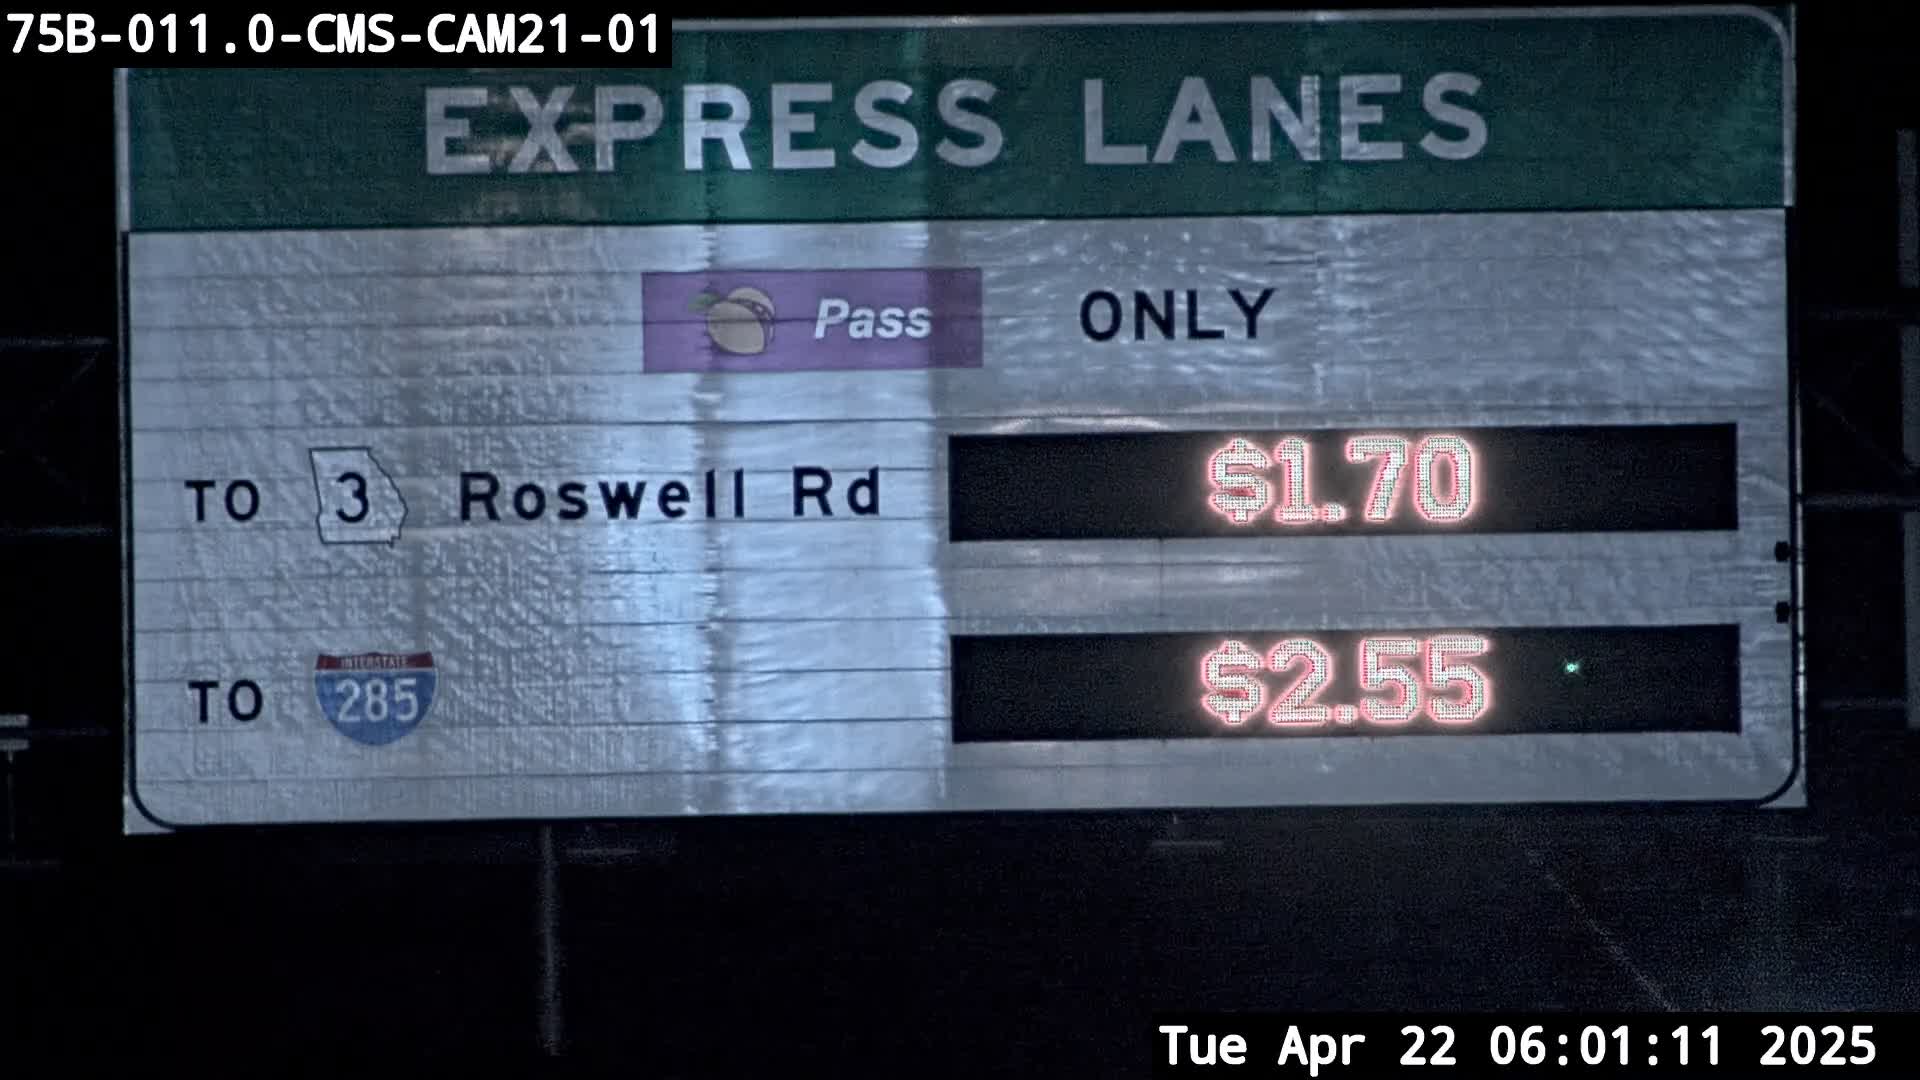 75B-011.0-CMS-CAM21-01
EXPRESS LANES
Pass ONLY
TO 3 Roswell Rd $1.70
INTERSTATE
TO 285 $2.55
Tue Apr 22 06:01:11 2025